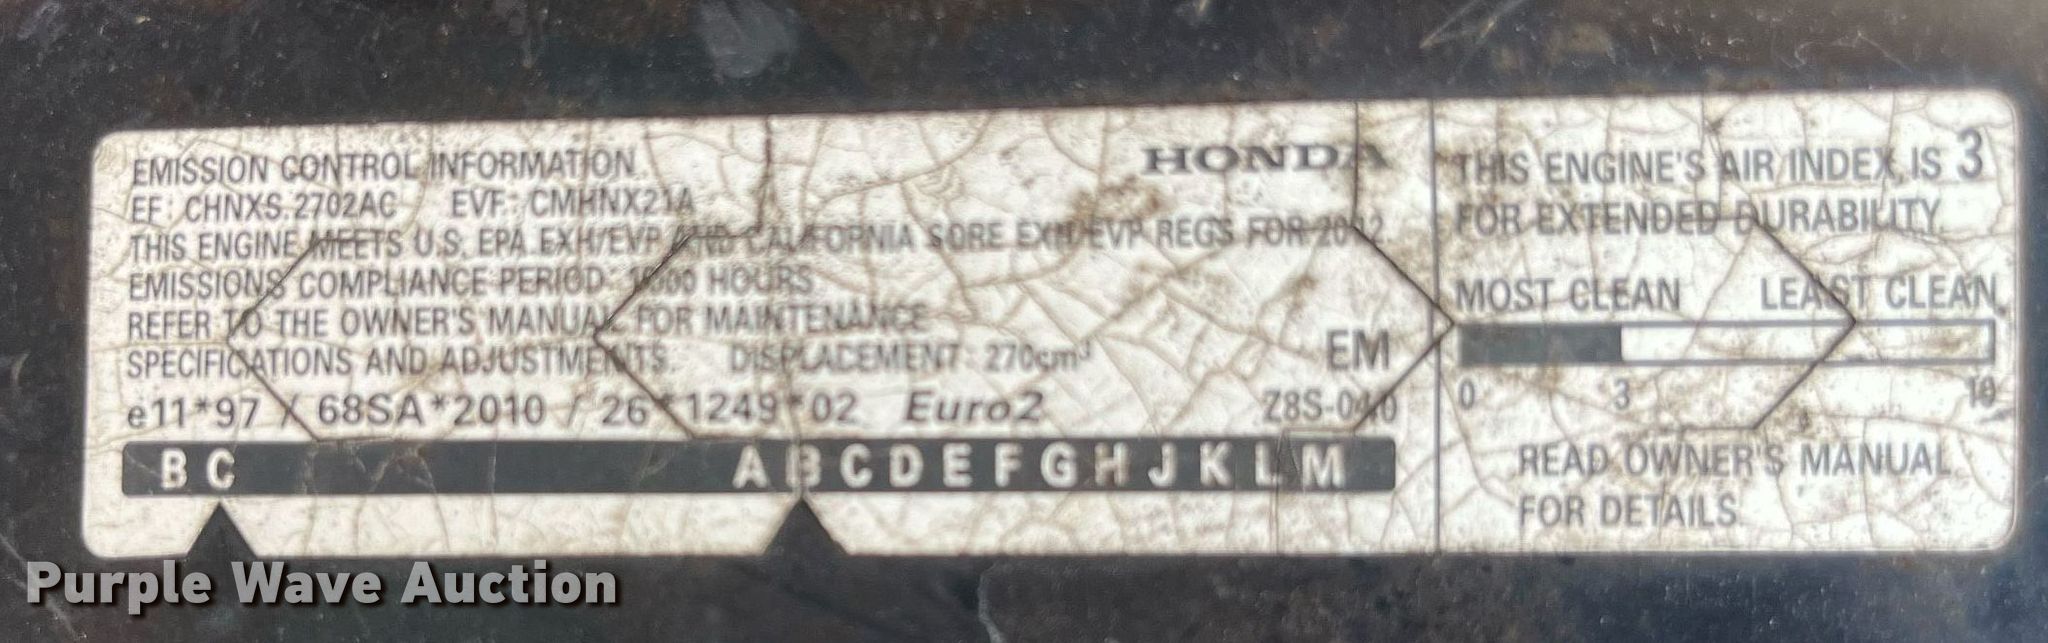 EMISSION CONTROL INFORMATION
HONDA
EF: CHNXS.2702AC EVF: CMHNX21A
THIS ENGINE MEETS U.S. EPA EXH/EVP AND CALIFORNIA SORE EXH/EVP REGS FOR 2012.
EMISSIONS COMPLIANCE PERIOD: 1000 HOURS
REFER TO THE OWNER'S MANUAL FOR MAINTENANCE
SPECIFICATIONS AND ADJUSTMENTS. DISPLACEMENT: 270cm³
EM
e11*97 / 68SA*2010 / 26*1249*02 Euro2
Z8S-040
B C A B C D E F G H J K L M
THIS ENGINE'S AIR INDEX IS 3
FOR EXTENDED DURABILITY.
MOST CLEAN LEAST CLEAN
0 3 10
READ OWNER'S MANUAL
FOR DETAILS.
Purple Wave Auction